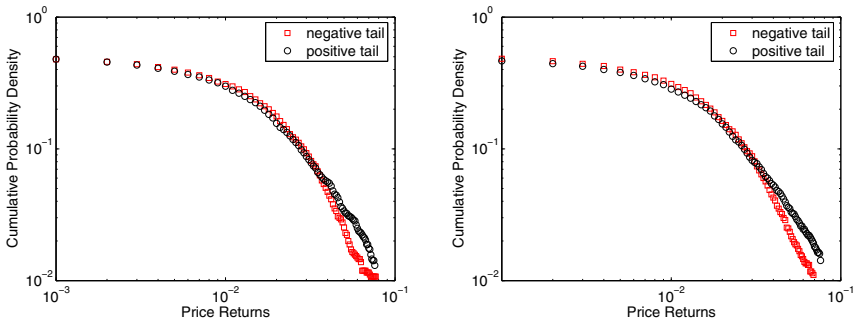 10^0
10^-1
10^-2
10^-3
10^-2
10^-1
Price Returns
Cumulative Probability Density
negative tail
positive tail
10^0
10^-1
10^-2
10^-2
10^-1
Price Returns
Cumulative Probability Density
negative tail
positive tail